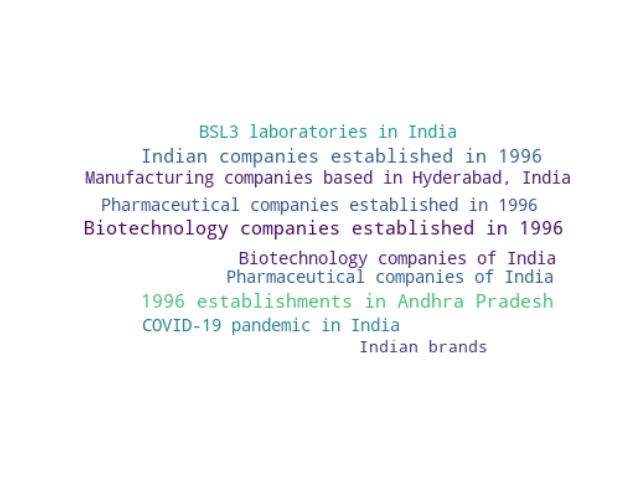 BSL3 laboratories in India
Indian companies established in 1996
Manufacturing companies based in Hyderabad, India
Pharmaceutical companies established in 1996
Biotechnology companies established in 1996
Biotechnology companies of India
Pharmaceutical companies of India
1996 establishments in Andhra Pradesh
COVID-19 pandemic in India
Indian brands